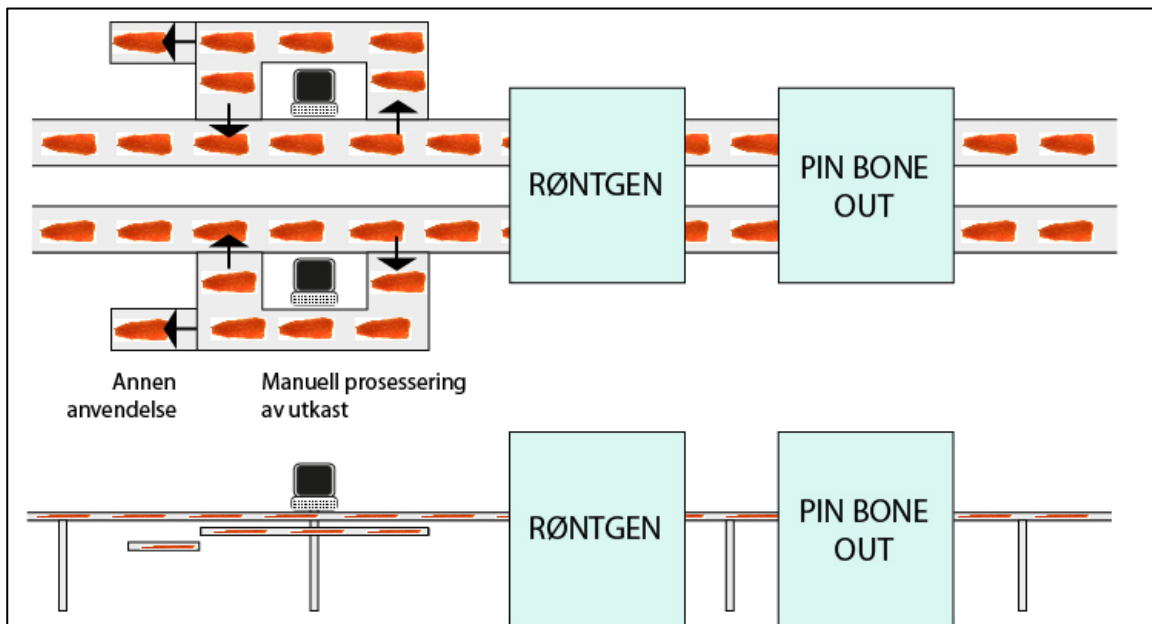 RØNTGEN
PIN BONE
OUT
Annen
anvendelse
Manuell prosessering
av utkast
RØNTGEN
PIN BONE
OUT